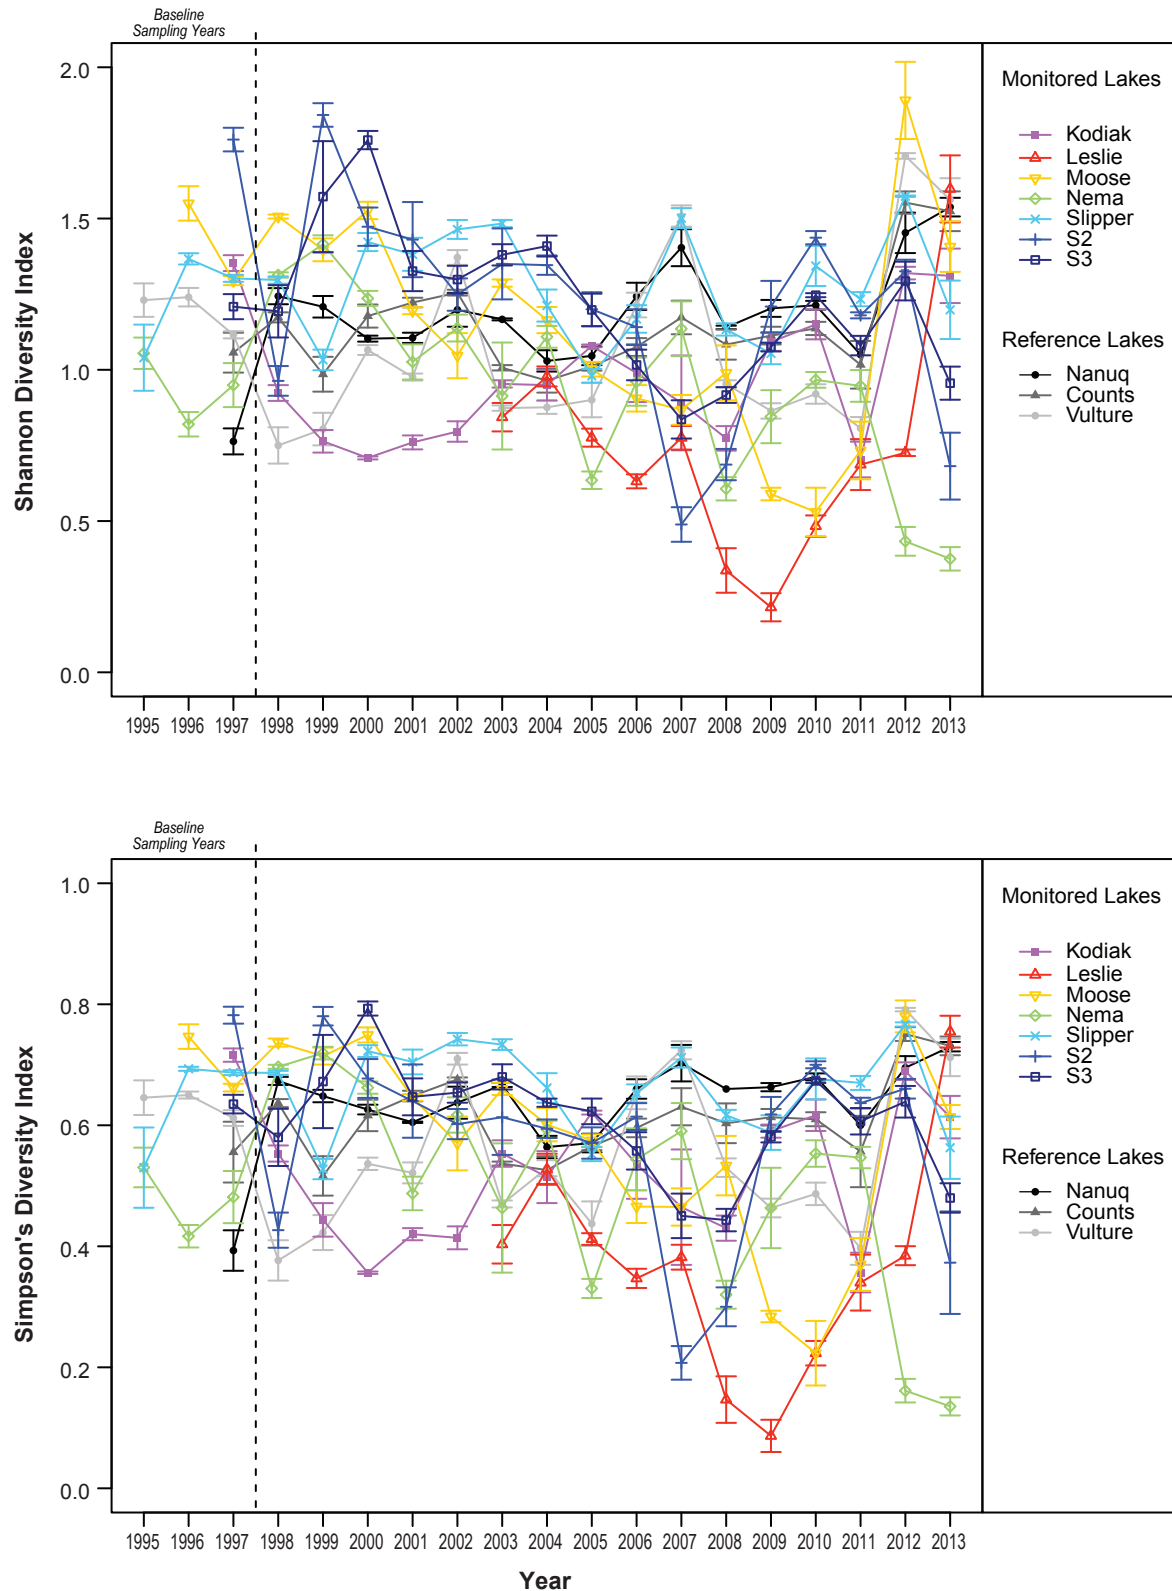 Baseline
Sampling Years
Shannon Diversity Index
2.0
1.5
1.0
0.5
0.0
1995 1996 1997 1998 1999 2000 2001 2002 2003 2004 2005 2006 2007 2008 2009 2010 2011 2012 2013
Monitored Lakes
Kodiak
Leslie
Moose
Nema
Slipper
S2
S3
Reference Lakes
Nanuq
Counts
Vulture
Baseline
Sampling Years
Simpson's Diversity Index
1.0
0.8
0.6
0.4
0.2
0.0
1995 1996 1997 1998 1999 2000 2001 2002 2003 2004 2005 2006 2007 2008 2009 2010 2011 2012 2013
Year
Monitored Lakes
Kodiak
Leslie
Moose
Nema
Slipper
S2
S3
Reference Lakes
Nanuq
Counts
Vulture